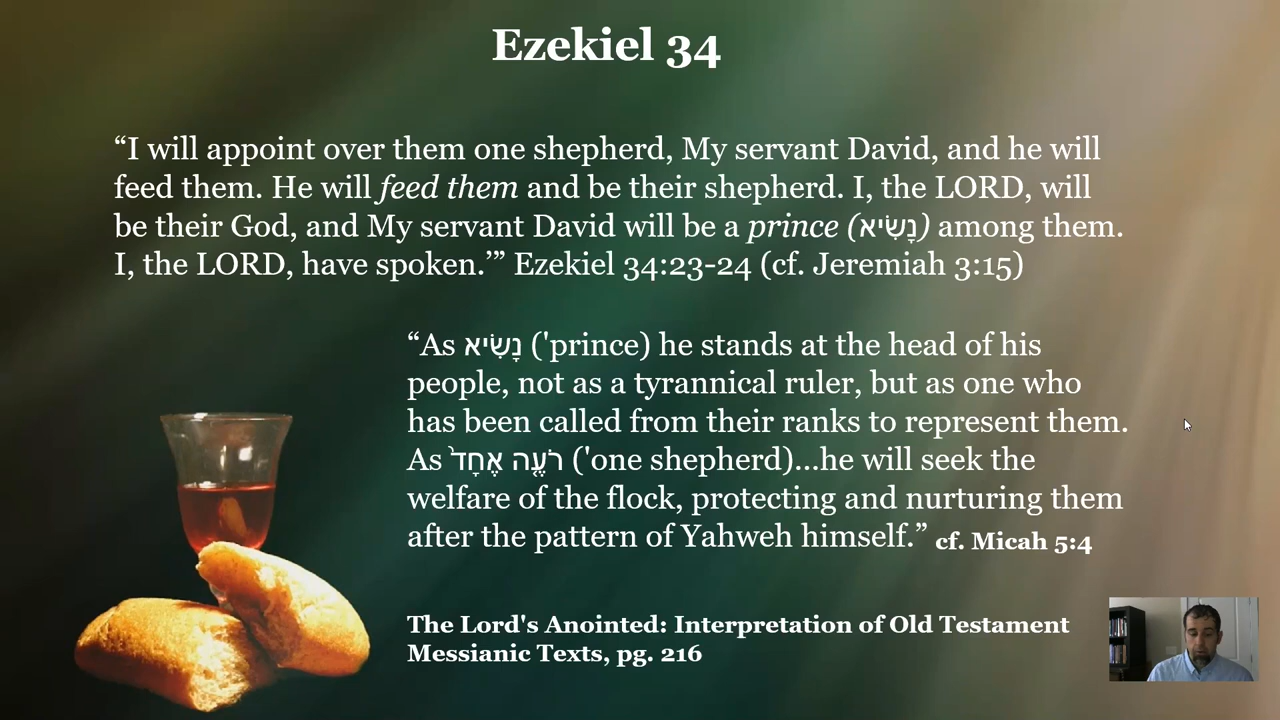 Ezekiel 34
“I will appoint over them one shepherd, My servant David, and he will
feed them. He will feed them and be their shepherd. I, the LORD, will
be their God, and My servant David will be a prince (נָשִׂיא) among them.
I, the LORD, have spoken.’” Ezekiel 34:23-24 (cf. Jeremiah 3:15)
“As נָשִׂיא ('prince) he stands at the head of his
people, not as a tyrannical ruler, but as one who
has been called from their ranks to represent them.
As רֹעֶ֤ה אֶחָד֙ ('one shepherd)...he will seek the
welfare of the flock, protecting and nurturing them
after the pattern of Yahweh himself.” cf. Micah 5:4
The Lord's Anointed: Interpretation of Old Testament
Messianic Texts, pg. 216